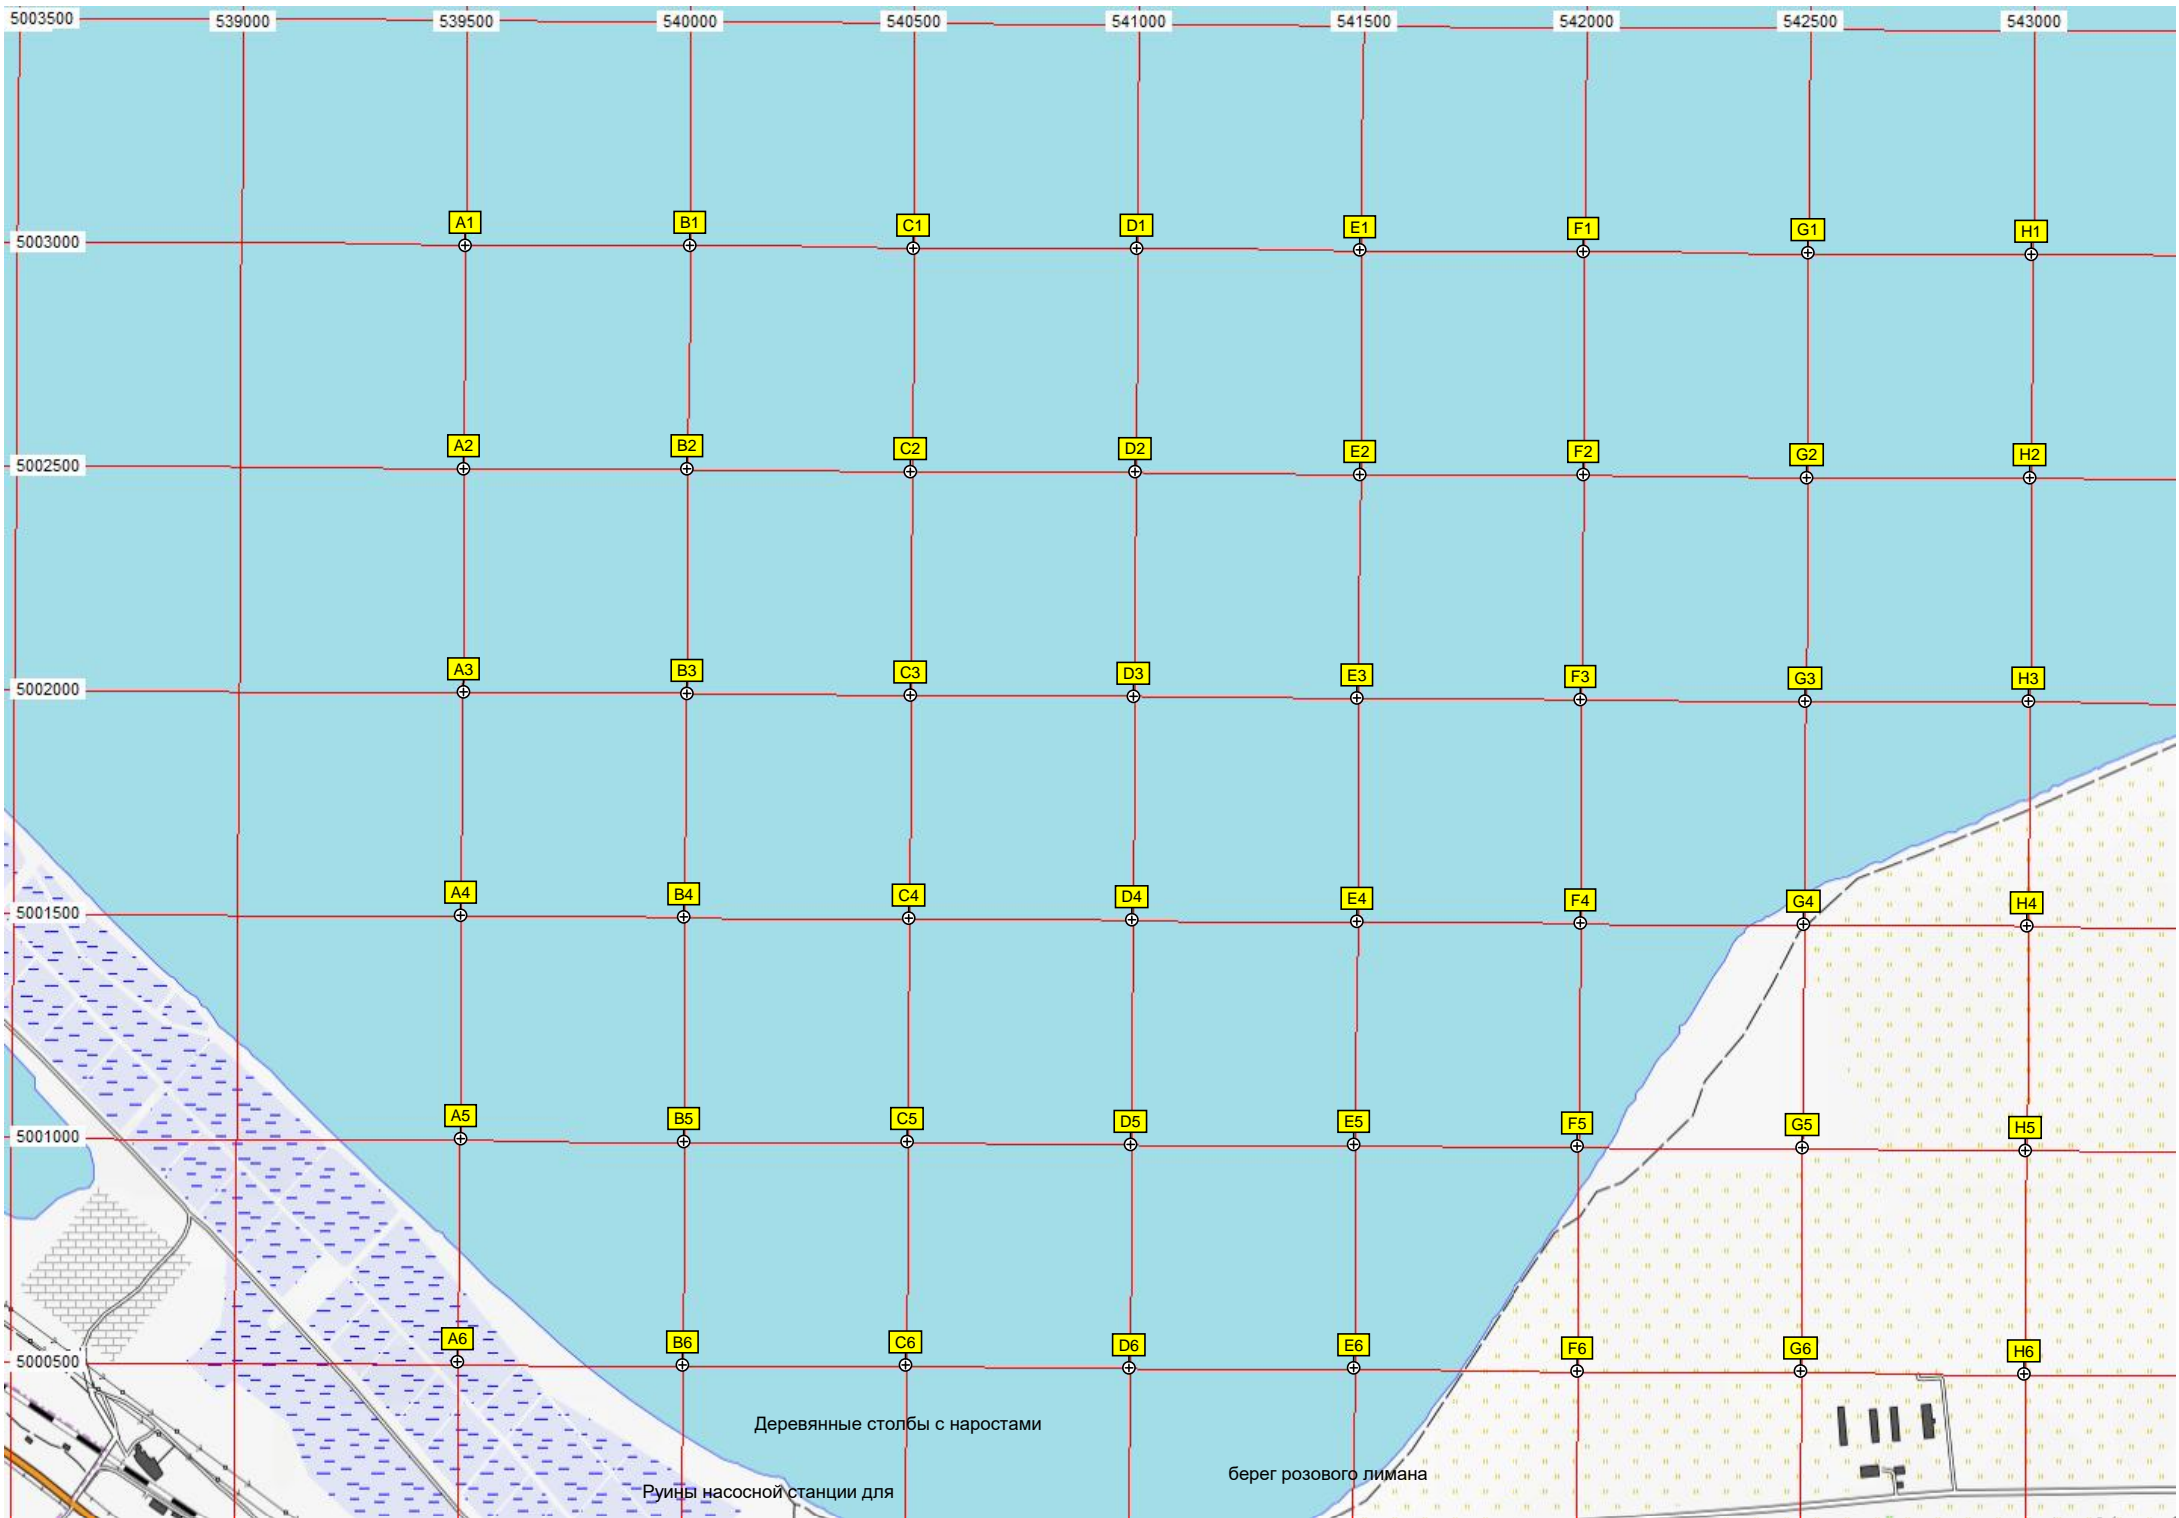 5003500 539000 539500 540000 540500 541000 541500 542000 542500 543000
A1 B1 C1 D1 E1 F1 G1 H1
5003000
A2 B2 C2 D2 E2 F2 G2 H2
5002500
A3 B3 C3 D3 E3 F3 G3 H3
5002000
A4 B4 C4 D4 E4 F4 G4 H4
5001500
A5 B5 C5 D5 E5 F5 G5 H5
5001000
A6 B6 C6 D6 E6 F6 G6 H6
5000500
Деревянные столбы с наростами
берег розового лимана
Руины насосной станции для